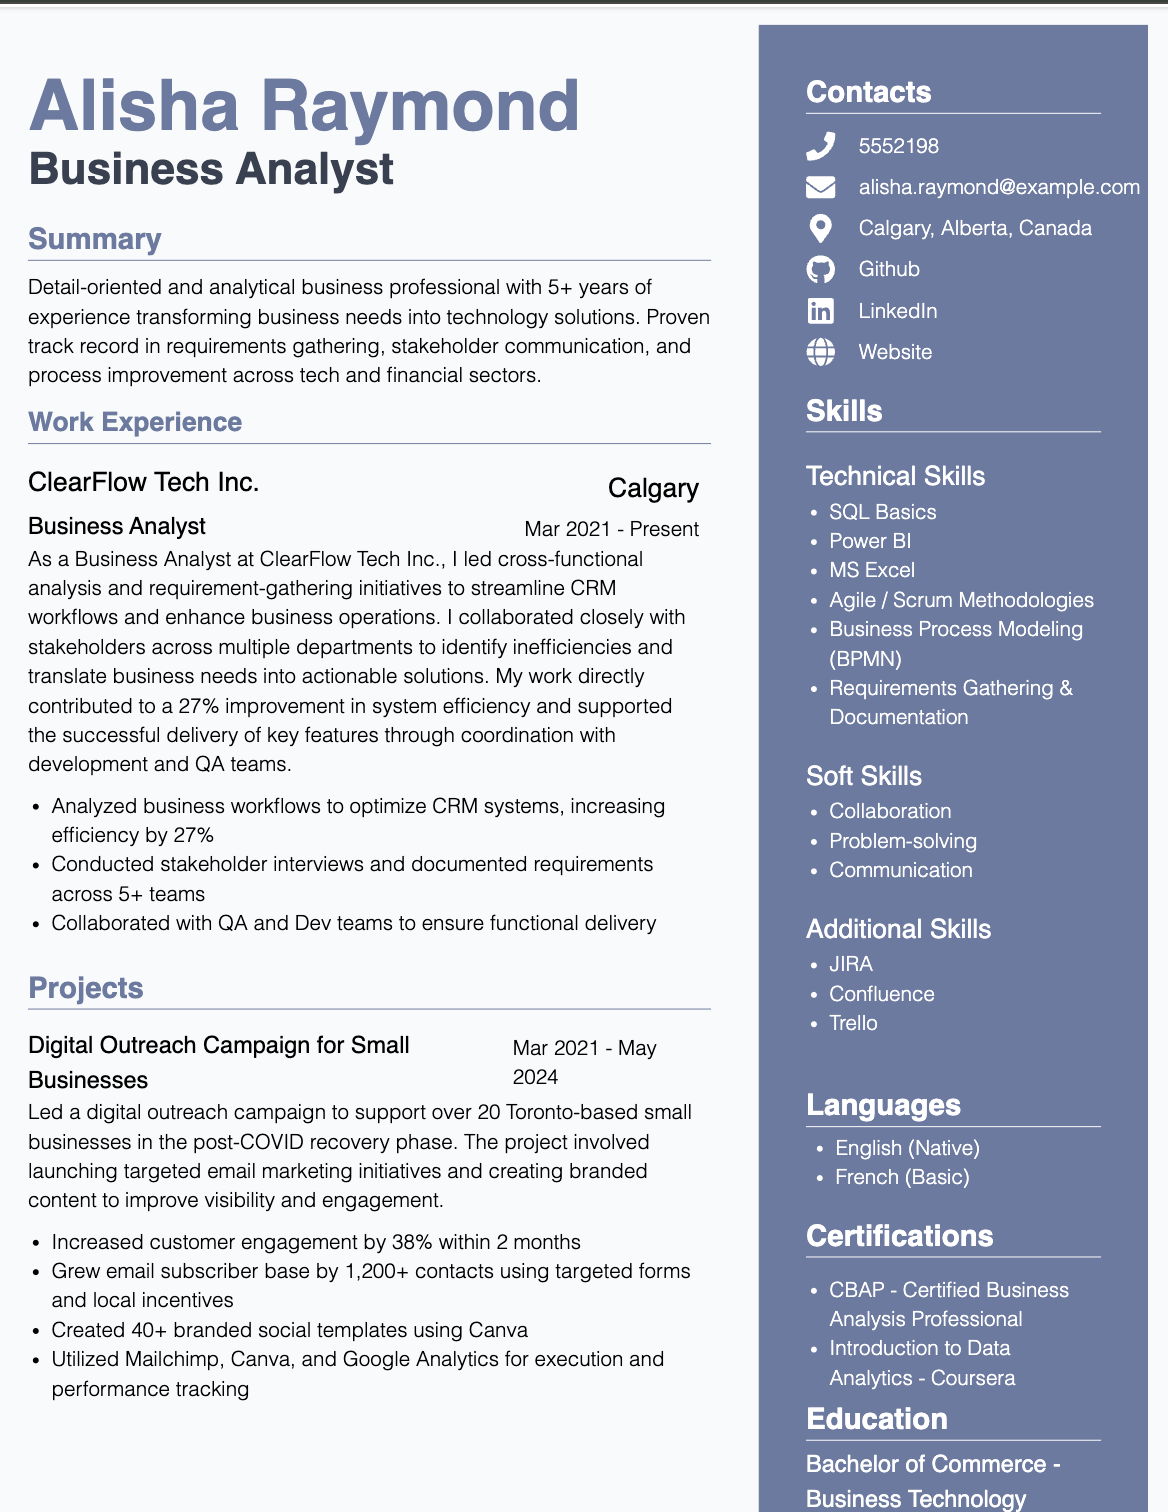 Alisha Raymond
Business Analyst
Summary
Detail-oriented and analytical business professional with 5+ years of
experience transforming business needs into technology solutions. Proven
track record in requirements gathering, stakeholder communication, and
process improvement across tech and financial sectors.
Work Experience
ClearFlow Tech Inc.
Calgary
Business Analyst
Mar 2021 - Present
As a Business Analyst at ClearFlow Tech Inc., I led cross-functional
analysis and requirement-gathering initiatives to streamline CRM
workflows and enhance business operations. I collaborated closely with
stakeholders across multiple departments to identify inefficiencies and
translate business needs into actionable solutions. My work directly
contributed to a 27% improvement in system efficiency and supported
the successful delivery of key features through coordination with
development and QA teams.
• Analyzed business workflows to optimize CRM systems, increasing
efficiency by 27%
• Conducted stakeholder interviews and documented requirements
across 5+ teams
• Collaborated with QA and Dev teams to ensure functional delivery
Projects
Digital Outreach Campaign for Small
Businesses
Mar 2021 - May
2024
Led a digital outreach campaign to support over 20 Toronto-based small
businesses in the post-COVID recovery phase. The project involved
launching targeted email marketing initiatives and creating branded
content to improve visibility and engagement.
• Increased customer engagement by 38% within 2 months
• Grew email subscriber base by 1,200+ contacts using targeted forms
and local incentives
• Created 40+ branded social templates using Canva
• Utilized Mailchimp, Canva, and Google Analytics for execution and
performance tracking
Contacts
5552198
alisha.raymond@example.com
Calgary, Alberta, Canada
Github
LinkedIn
Website
Skills
Technical Skills
• SQL Basics
• Power BI
• MS Excel
• Agile / Scrum Methodologies
• Business Process Modeling
(BPMN)
• Requirements Gathering &
Documentation
Soft Skills
• Collaboration
• Problem-solving
• Communication
Additional Skills
• JIRA
• Confluence
• Trello
Languages
• English (Native)
• French (Basic)
Certifications
• CBAP - Certified Business
Analysis Professional
• Introduction to Data
Analytics - Coursera
Education
Bachelor of Commerce -
Business Technology